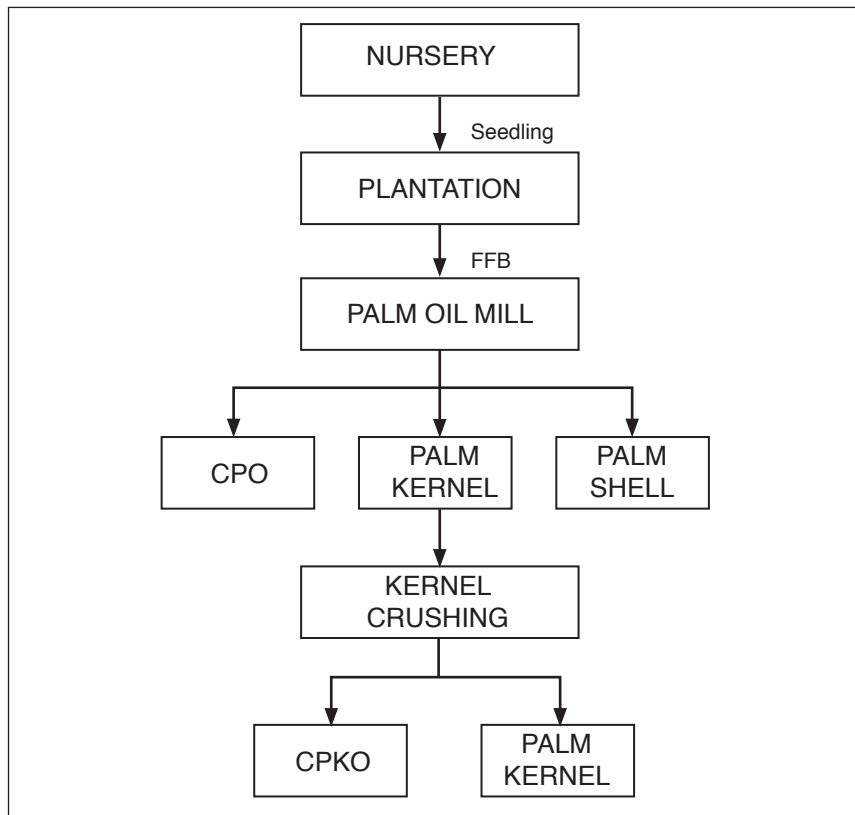 NURSERY
Seedling
PLANTATION
FFB
PALM OIL MILL
CPO
PALM
KERNEL
PALM
SHELL
KERNEL
CRUSHING
CPKO
PALM
KERNEL